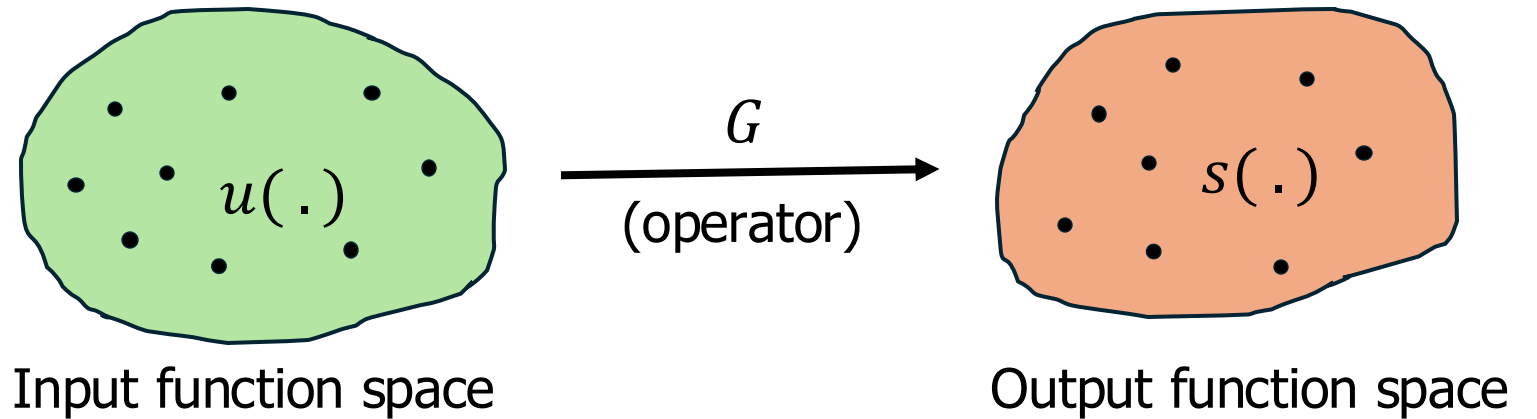 G
u(.)
(operator)
s(.)
Input function space
Output function space